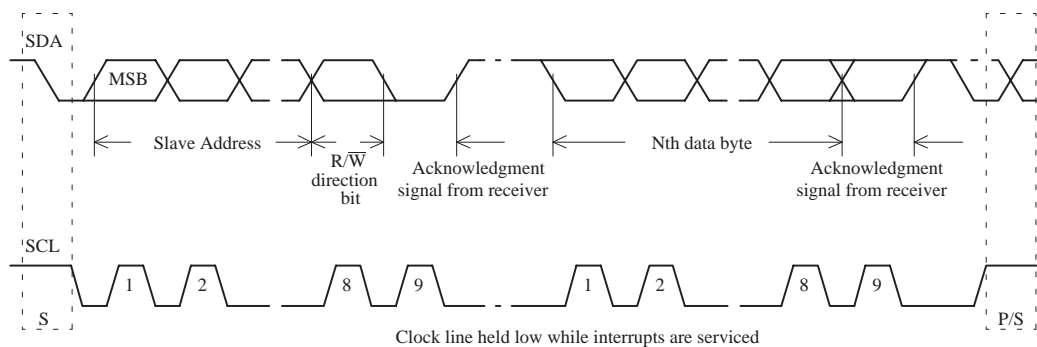 SDA
MSB
Slave Address
R/W̅
direction
bit
Acknowledgment
signal from receiver
Nth data byte
Acknowledgment
signal from receiver
SCL
1
2
8
9
1
2
8
9
S
P/S
Clock line held low while interrupts are serviced